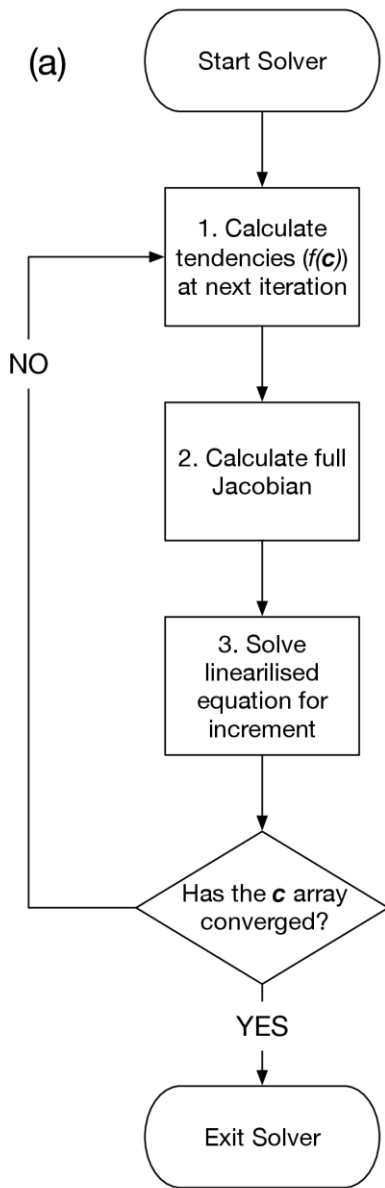 (a)
Start Solver
1. Calculate
tendencies (f(c))
at next iteration
NO
2. Calculate full
Jacobian
3. Solve
linearilised
equation for
increment
Has the c array
converged?
YES
Exit Solver